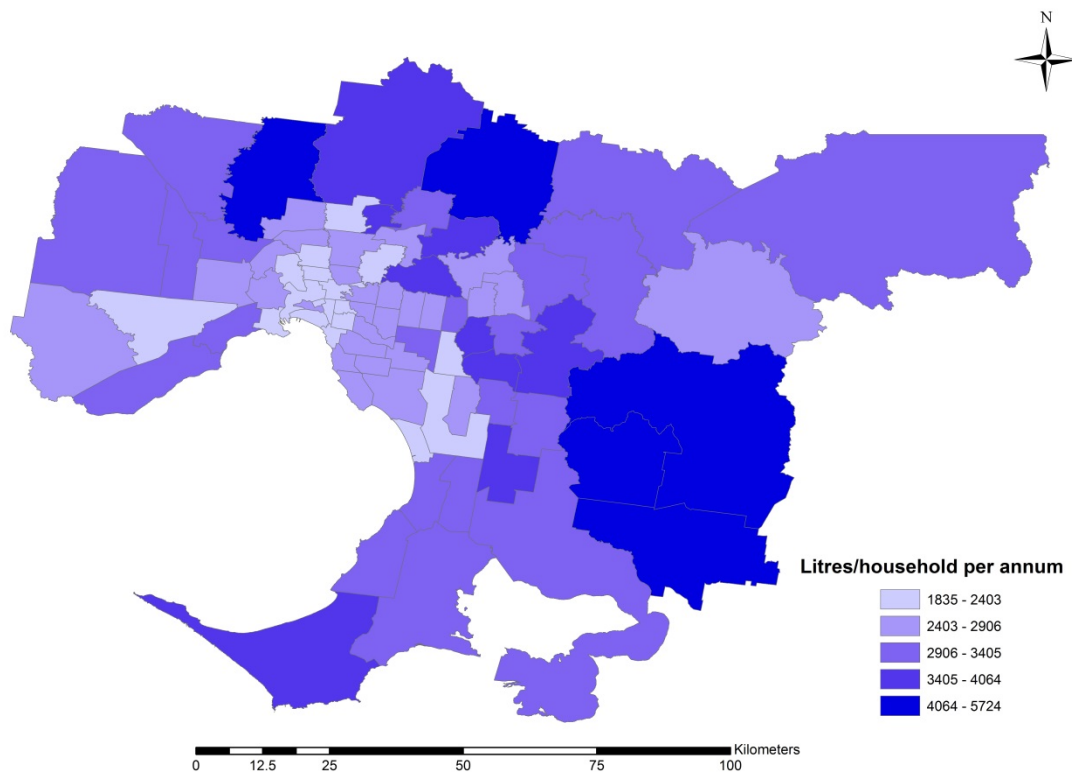 N
Litres/household per annum
1835 - 2403
2403 - 2906
2906 - 3405
3405 - 4064
4064 - 5724
Kilometers
0 12.5 25 50 75 100